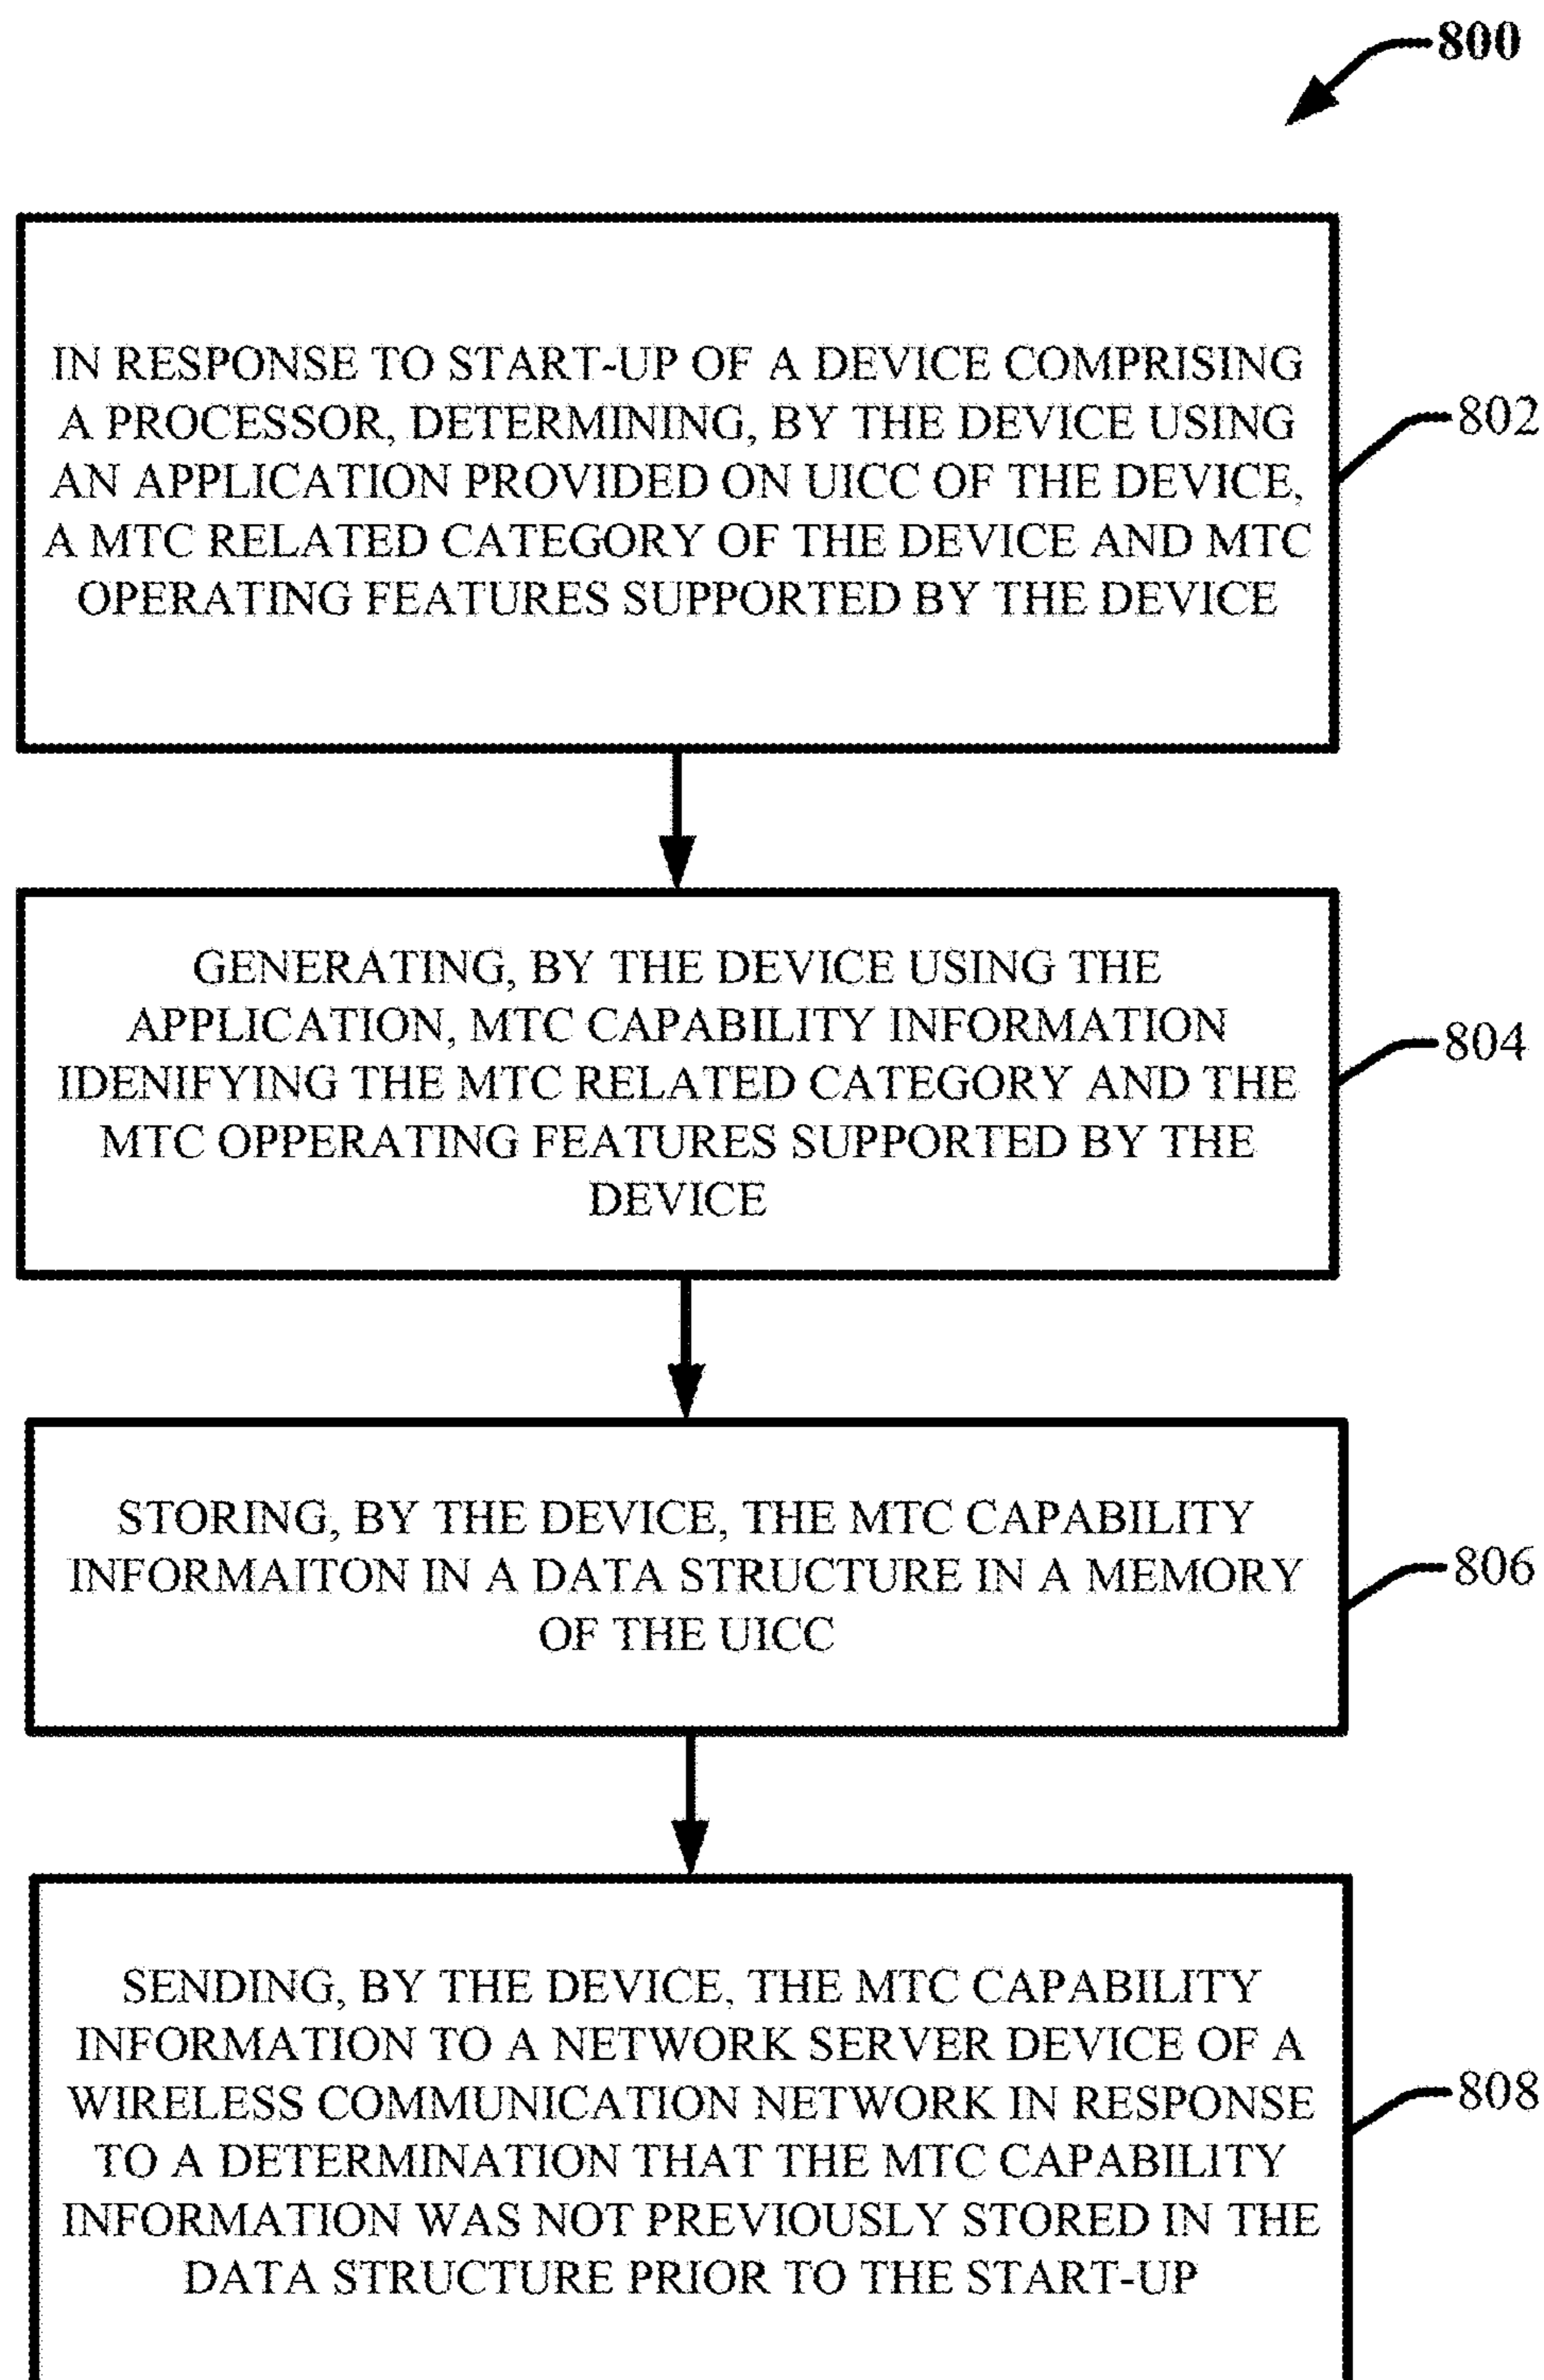 800
IN RESPONSE TO START-UP OF A DEVICE COMPRISING
A PROCESSOR, DETERMINING, BY THE DEVICE USING
AN APPLICATION PROVIDED ON UICC OF THE DEVICE,
A MTC RELATED CATEGORY OF THE DEVICE AND MTC
OPERATING FEATURES SUPPORTED BY THE DEVICE
802
GENERATING, BY THE DEVICE USING THE
APPLICATION, MTC CAPABILITY INFORMATION
IDENIFYING THE MTC RELATED CATEGORY AND THE
MTC OPPERATING FEATURES SUPPORTED BY THE
DEVICE
804
STORING, BY THE DEVICE, THE MTC CAPABILITY
INFORMAITON IN A DATA STRUCTURE IN A MEMORY
OF THE UICC
806
SENDING, BY THE DEVICE, THE MTC CAPABILITY
INFORMATION TO A NETWORK SERVER DEVICE OF A
WIRELESS COMMUNICATION NETWORK IN RESPONSE
TO A DETERMINATION THAT THE MTC CAPABILITY
INFORMATION WAS NOT PREVIOUSLY STORED IN THE
DATA STRUCTURE PRIOR TO THE START-UP
808